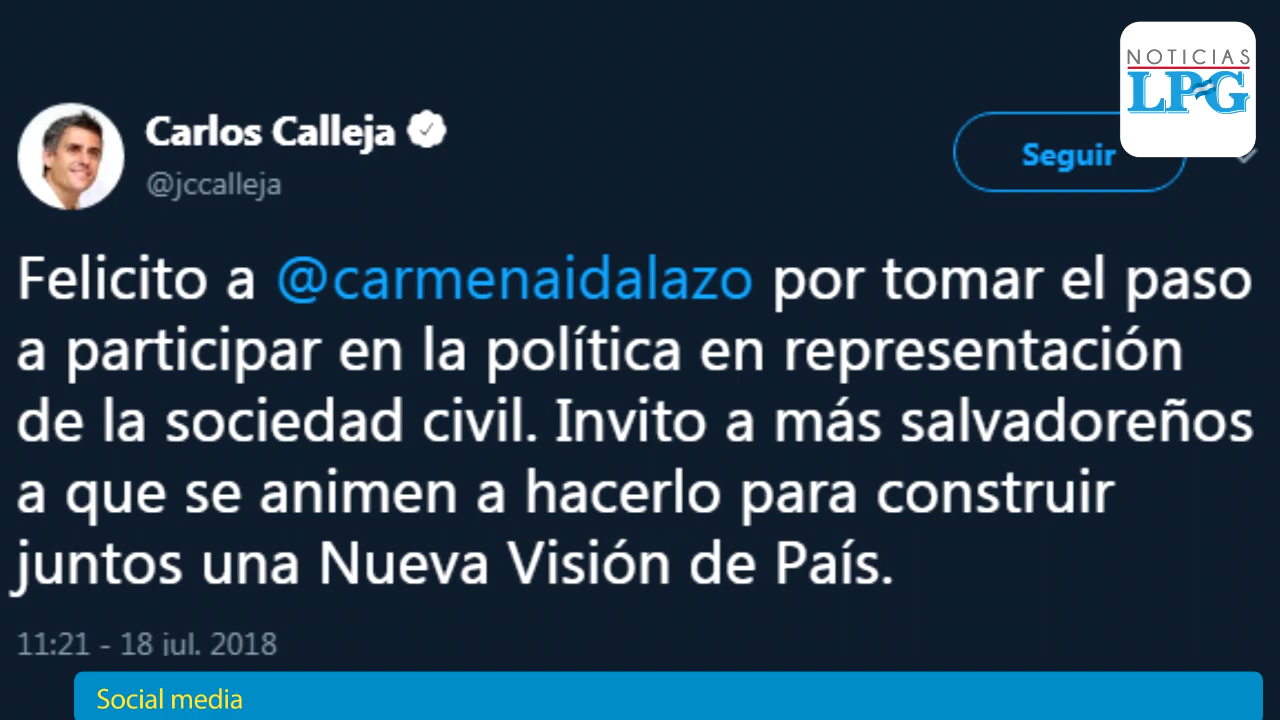 NOTICIAS
LPG
Carlos Calleja
@jccalleja
Seguir
Felicito a @carmenaidalazo por tomar el paso
a participar en la política en representación
de la sociedad civil. Invito a más salvadoreños
a que se animen a hacerlo para construir
juntos una Nueva Visión de País.
11:21 - 18 jul. 2018
Social media